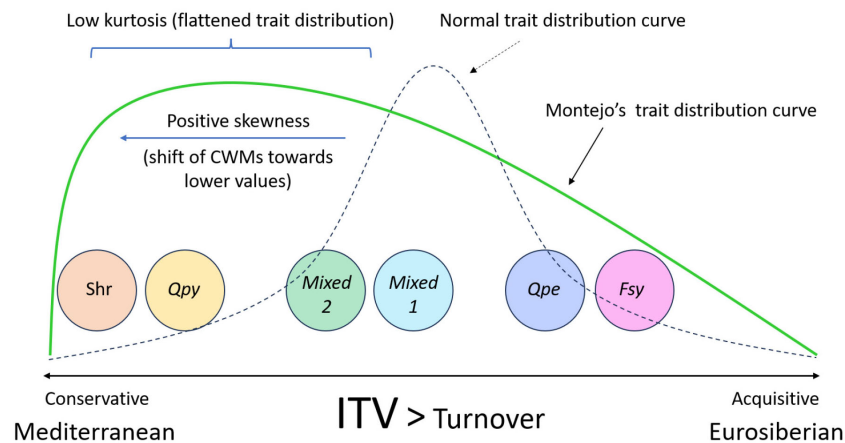 Low kurtosis (flattened trait distribution)
Normal trait distribution curve
Montejo's trait distribution curve
Positive skewness
(shift of CWMs towards
lower values)
Shr
Qpy
Mixed
2
Mixed
1
Qpe
Fsy
Conservative
Mediterranean
ITV > Turnover
Acquisitive
Eurosiberian